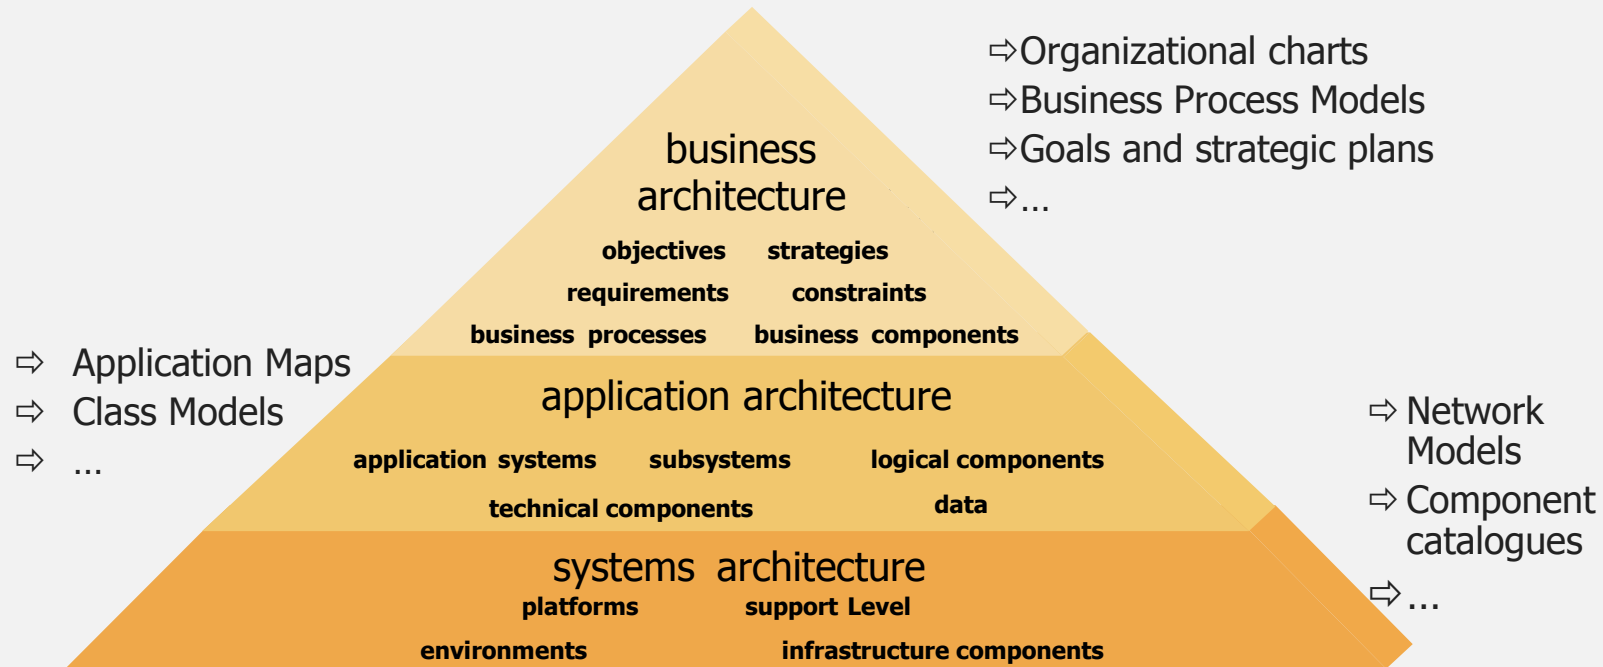 ⇨Organizational charts
⇨Business Process Models
⇨Goals and strategic plans
⇨...
business
architecture
objectives strategies
requirements constraints
business processes business components
⇨ Application Maps
⇨ Class Models
⇨ ...
application architecture
application systems subsystems logical components
technical components data
⇨ Network
Models
⇨ Component
catalogues
⇨...
systems architecture
platforms support Level
environments infrastructure components